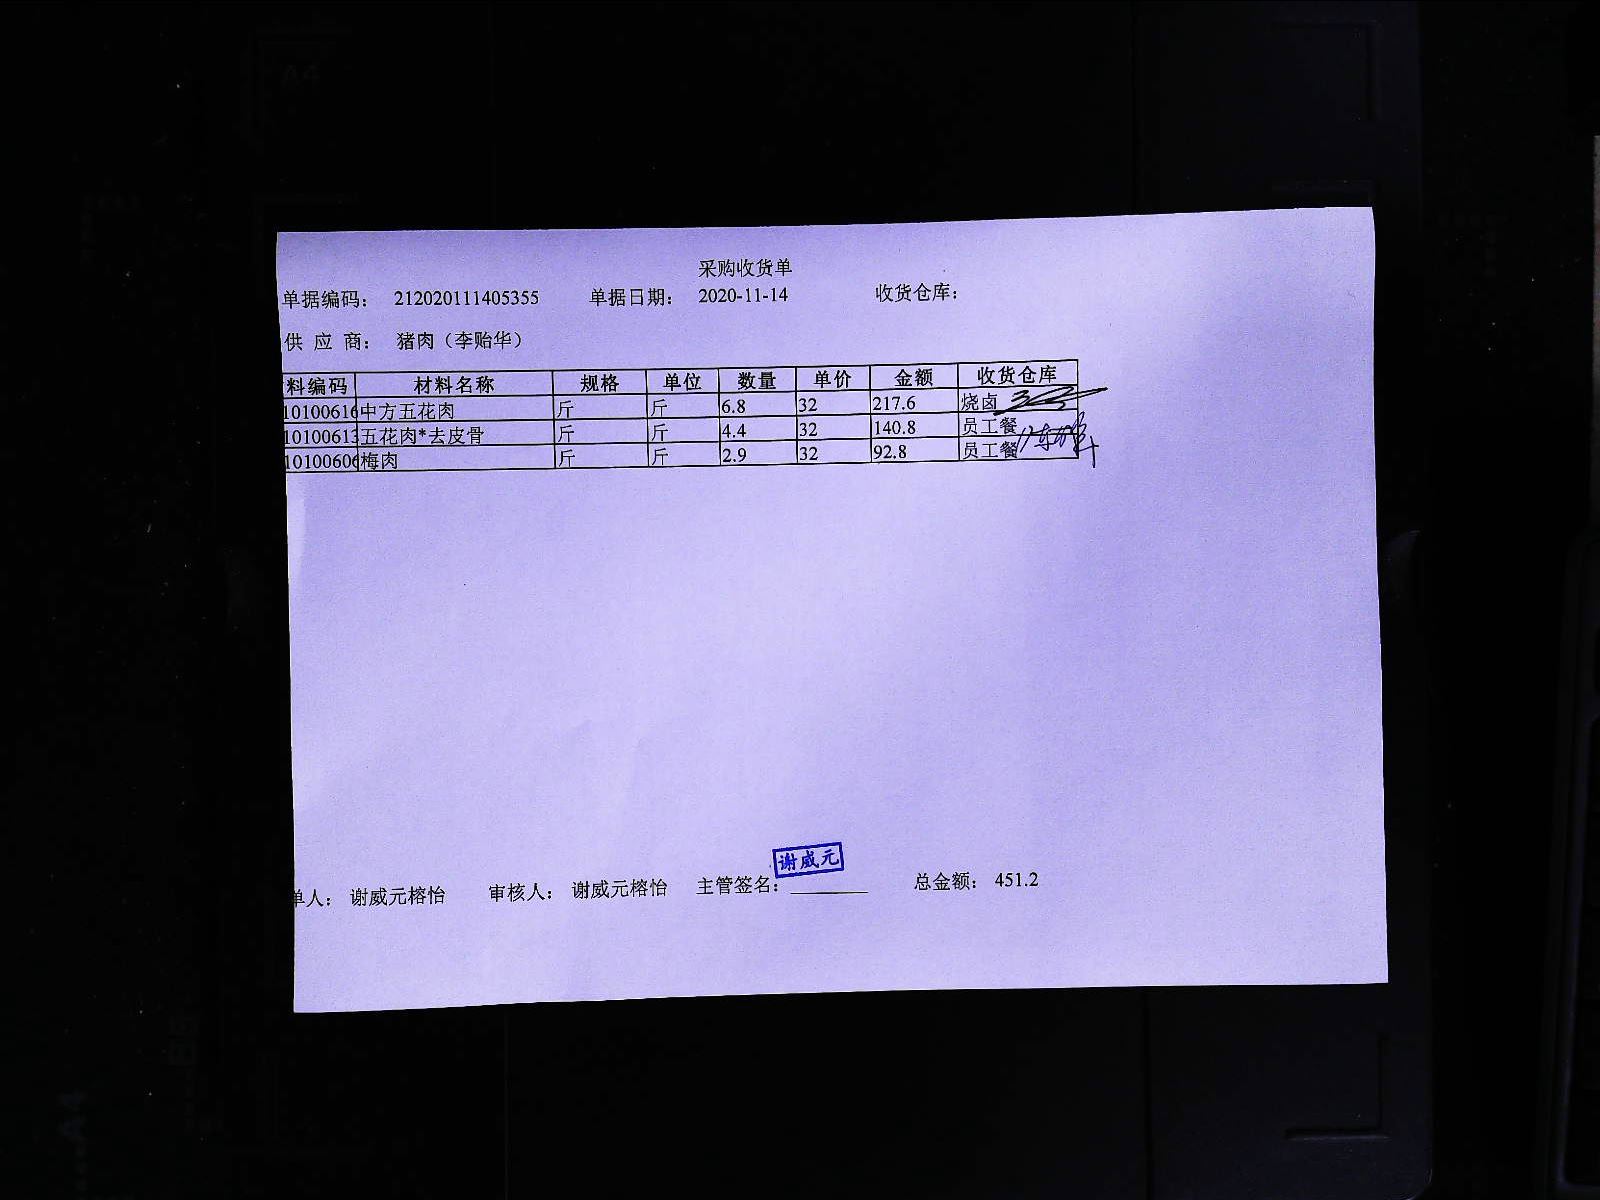 采购收货单
单据编码： 212020111405355 单据日期： 2020-11-14 收货仓库：
供 应 商： 猪肉（李贻华）
料编码 材料名称 规格 单位 数量 单价 金额 收货仓库
10100616 中方五花肉 斤 斤 6.8 32 217.6 烧卤
10100613 五花肉*去皮骨 斤 斤 4.4 32 140.8 员工餐
10100606 梅肉 斤 斤 2.9 32 92.8 员工餐
谢威元
单人： 谢威元榕怡 审核人： 谢威元榕怡 主管签名： 总金额： 451.2